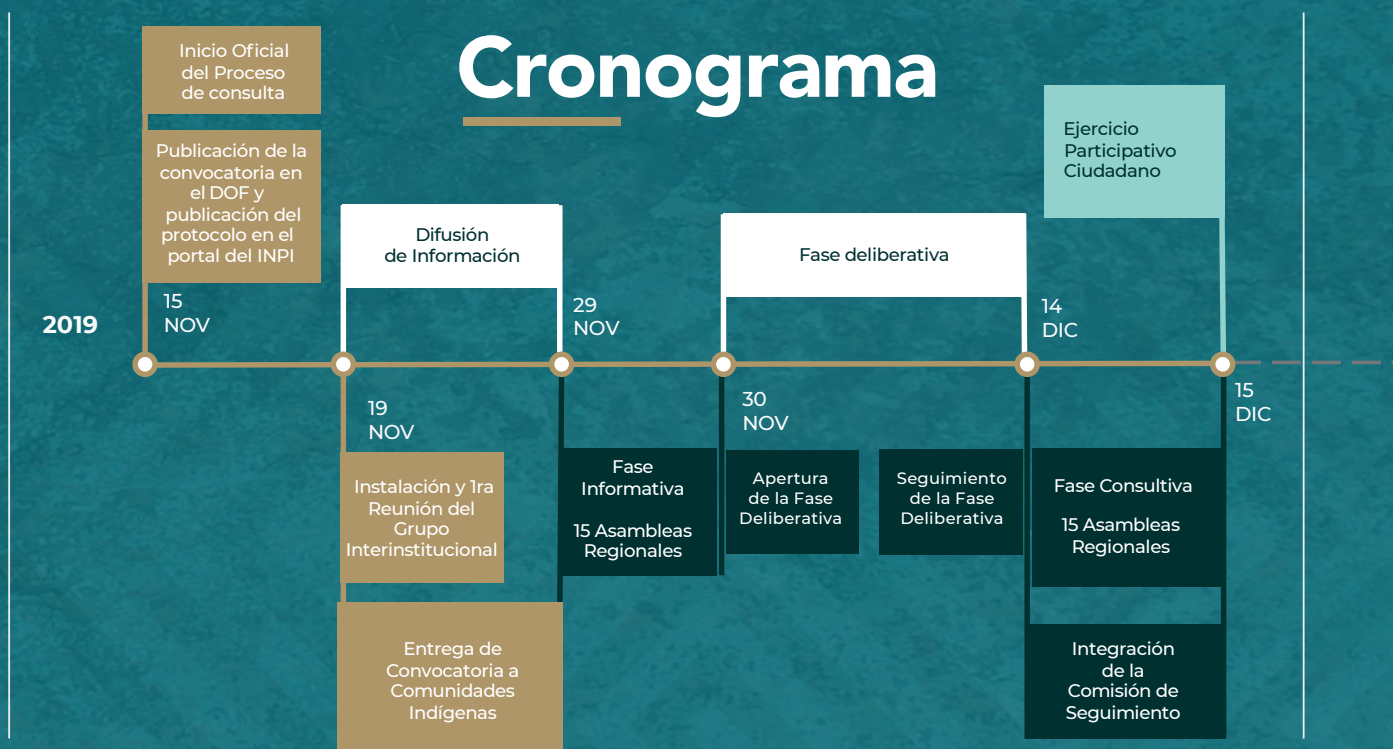 Cronograma
Inicio Oficial
del Proceso
de consulta
Publicación de la
convocatoria en
el DOF y
publicación del
protocolo en el
portal del INPI
2019
15
NOV
Difusión
de Información
19
NOV
Instalación y 1ra
Reunión del
Grupo
Interinstitucional
Entrega de
Convocatoria a
Comunidades
Indígenas
29
NOV
Fase
Informativa
15 Asambleas
Regionales
Fase deliberativa
30
NOV
Apertura
de la Fase
Deliberativa
Seguimiento
de la Fase
Deliberativa
14
DIC
Fase Consultiva
15 Asambleas
Regionales
Integración
de la
Comisión de
Seguimiento
Ejercicio
Participativo
Ciudadano
15
DIC